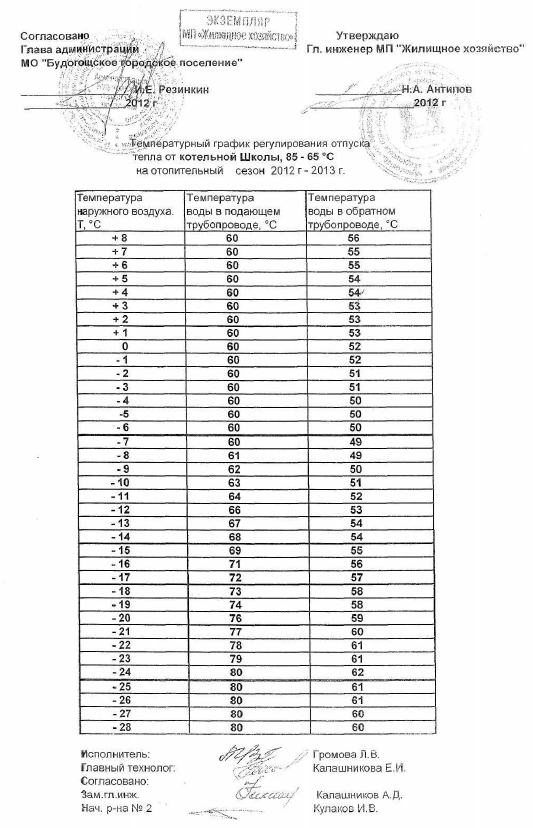 ЭКЗЕМПЛЯР
МП «Жилищное хозяйство»
Согласовано Утверждаю
Глава администрации Гл. инженер МП "Жилищное хозяйство"
МО "Будогощское городское поселение"
И.Е. Резинкин Н.А. Антипов
2012 г 2012 г
Температурный график регулирования отпуска
тепла от котельной Школы, 85 - 65 °С
на отопительный сезон 2012 г - 2013 г.
Температура Температура Температура
наружного воздуха. воды в подающем воды в обратном
Т, °С трубопроводе, °С трубопроводе, °С
+ 8 60 56
+ 7 60 55
+ 6 60 55
+ 5 60 54
+ 4 60 54
+ 3 60 53
+ 2 60 53
+ 1 60 53
0 60 52
- 1 60 52
- 2 60 51
- 3 60 51
- 4 60 50
-5 60 50
- 6 60 50
- 7 60 49
- 8 61 49
- 9 62 50
- 10 63 51
- 11 64 52
- 12 66 53
- 13 67 54
- 14 68 54
- 15 69 55
- 16 71 56
- 17 72 57
- 18 73 58
- 19 74 58
- 20 76 59
- 21 77 60
- 22 78 61
- 23 79 61
- 24 80 62
- 25 80 61
- 26 80 61
- 27 80 60
- 28 80 60
Исполнитель: Громова Л.В.
Главный технолог: Калашникова Е.И.
Согласовано:
Зам.гл.инж. Калашников А.Д.
Нач. р-на № 2 Кулаков И.В.